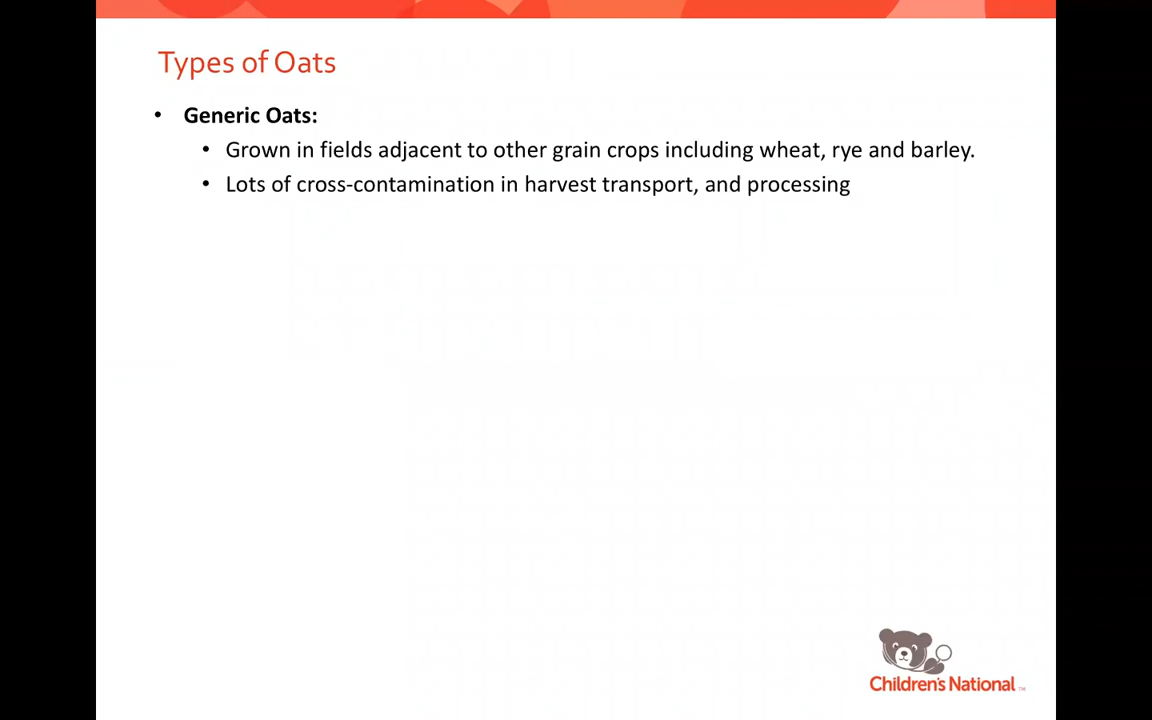 Types of Oats
• Generic Oats:
• Grown in fields adjacent to other grain crops including wheat, rye and barley.
• Lots of cross-contamination in harvest transport, and processing
Children's National™